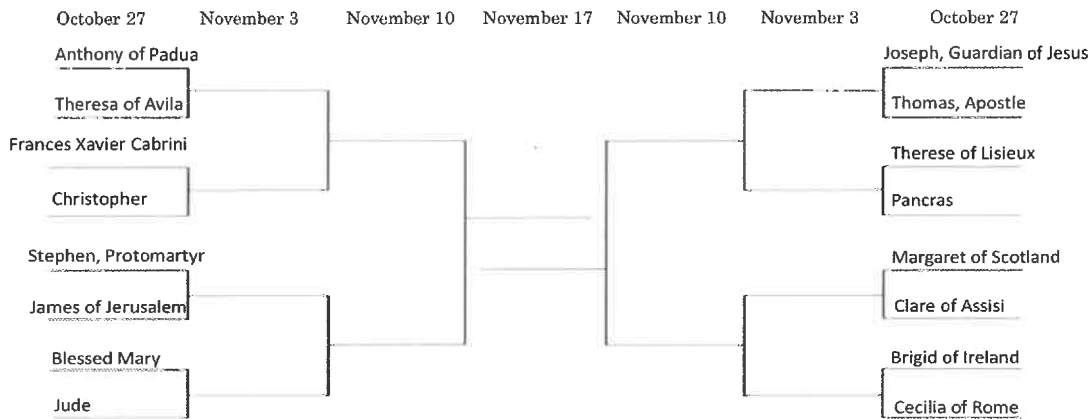 October 27 November 3 November 10 November 17 November 10 November 3 October 27
Anthony of Padua
Theresa of Avila
Frances Xavier Cabrini
Christopher
Stephen, Protomartyr
James of Jerusalem
Blessed Mary
Jude
Joseph, Guardian of Jesus
Thomas, Apostle
Therese of Lisieux
Pancras
Margaret of Scotland
Clare of Assisi
Brigid of Ireland
Cecilia of Rome